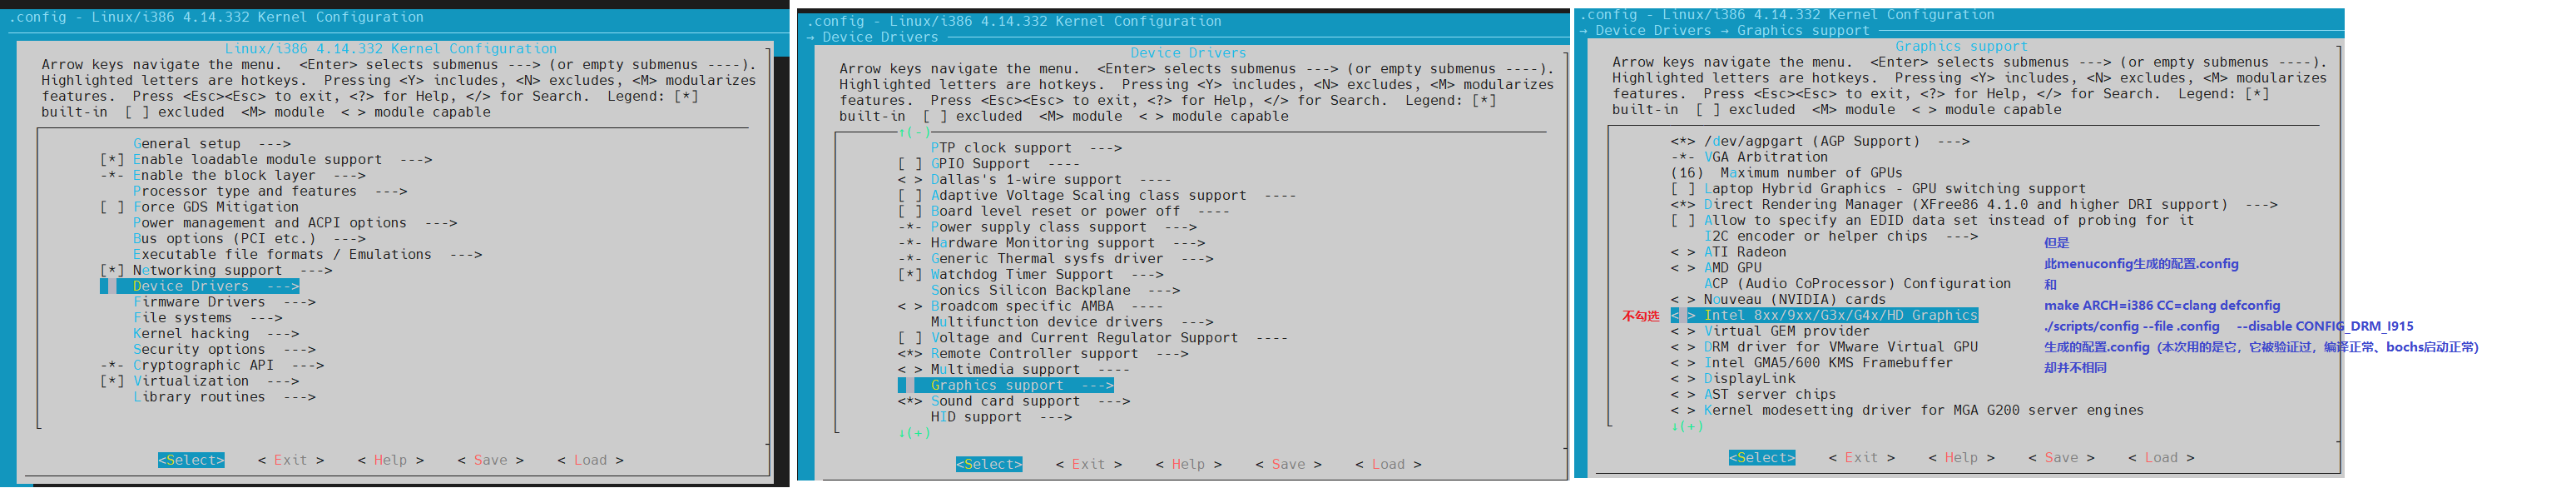 .config - Linux/i386 4.14.332 Kernel Configuration
Linux/i386 4.14.332 Kernel Configuration
Arrow keys navigate the menu.  <Enter> selects submenus ---> (or empty submenus ----).
Highlighted letters are hotkeys.  Pressing <Y> includes, <N> excludes, <M> modularizes
features.  Press <Esc><Esc> to exit, <?> for Help, </> for Search.  Legend: [*]
built-in  [ ] excluded  <M> module  < > module capable
General setup  --->
[*] Enable loadable module support  --->
-*- Enable the block layer  --->
Processor type and features  --->
[ ] Force GDS Mitigation
Power management and ACPI options  --->
Bus options (PCI etc.)  --->
Executable file formats / Emulations  --->
[*] Networking support  --->
Device Drivers  --->
Firmware Drivers  --->
File systems  --->
Kernel hacking  --->
Security options  --->
-*- Cryptographic API  --->
[*] Virtualization  --->
Library routines  --->
<Select>    < Exit >    < Help >    < Save >    < Load >
.config - Linux/i386 4.14.332 Kernel Configuration
→ Device Drivers
Device Drivers
Arrow keys navigate the menu.  <Enter> selects submenus ---> (or empty submenus ----).
Highlighted letters are hotkeys.  Pressing <Y> includes, <N> excludes, <M> modularizes
features.  Press <Esc><Esc> to exit, <?> for Help, </> for Search.  Legend: [*]
built-in  [ ] excluded  <M> module  < > module capable
↑(-)
PTP clock support  --->
[ ] GPIO Support  ----
< > Dallas's 1-wire support  ----
[ ] Adaptive Voltage Scaling class support  ----
[ ] Board level reset or power off  ----
-*- Power supply class support  --->
-*- Hardware Monitoring support  --->
-*- Generic Thermal sysfs driver  --->
[*] Watchdog Timer Support  --->
Sonics Silicon Backplane  --->
< > Broadcom specific AMBA  ----
Multifunction device drivers  --->
[ ] Voltage and Current Regulator Support  ----
<*> Remote Controller support  --->
< > Multimedia support  ----
Graphics support  --->
<*> Sound card support  --->
HID support  --->
↓(+)
<Select>    < Exit >    < Help >    < Save >    < Load >
.config - Linux/i386 4.14.332 Kernel Configuration
→ Device Drivers → Graphics support
Graphics support
Arrow keys navigate the menu.  <Enter> selects submenus ---> (or empty submenus ----).
Highlighted letters are hotkeys.  Pressing <Y> includes, <N> excludes, <M> modularizes
features.  Press <Esc><Esc> to exit, <?> for Help, </> for Search.  Legend: [*]
built-in  [ ] excluded  <M> module  < > module capable
<*> /dev/agpgart (AGP Support)  --->
-*- VGA Arbitration
(16)  Maximum number of GPUs
[ ] Laptop Hybrid Graphics - GPU switching support
<*> Direct Rendering Manager (XFree86 4.1.0 and higher DRI support)  --->
[ ] Allow to specify an EDID data set instead of probing for it
I2C encoder or helper chips  --->
< > ATI Radeon
< > AMD GPU
ACP (Audio CoProcessor) Configuration
< > Nouveau (NVIDIA) cards
不勾选 < > Intel 8xx/9xx/G3x/G4x/HD Graphics
< > Virtual GEM provider
< > DRM driver for VMware Virtual GPU
< > Intel GMA5/600 KMS Framebuffer
< > DisplayLink
< > AST server chips
< > Kernel modesetting driver for MGA G200 server engines
↓(+)
<Select>    < Exit >    < Help >    < Save >    < Load >
但是
此menuconfig生成的配置.config
和
make ARCH=i386 CC=clang defconfig
./scripts/config --file .config    --disable CONFIG_DRM_I915
生成的配置.config (本次用的是它，它被验证过，编译正常、bochs启动正常)
却并不相同